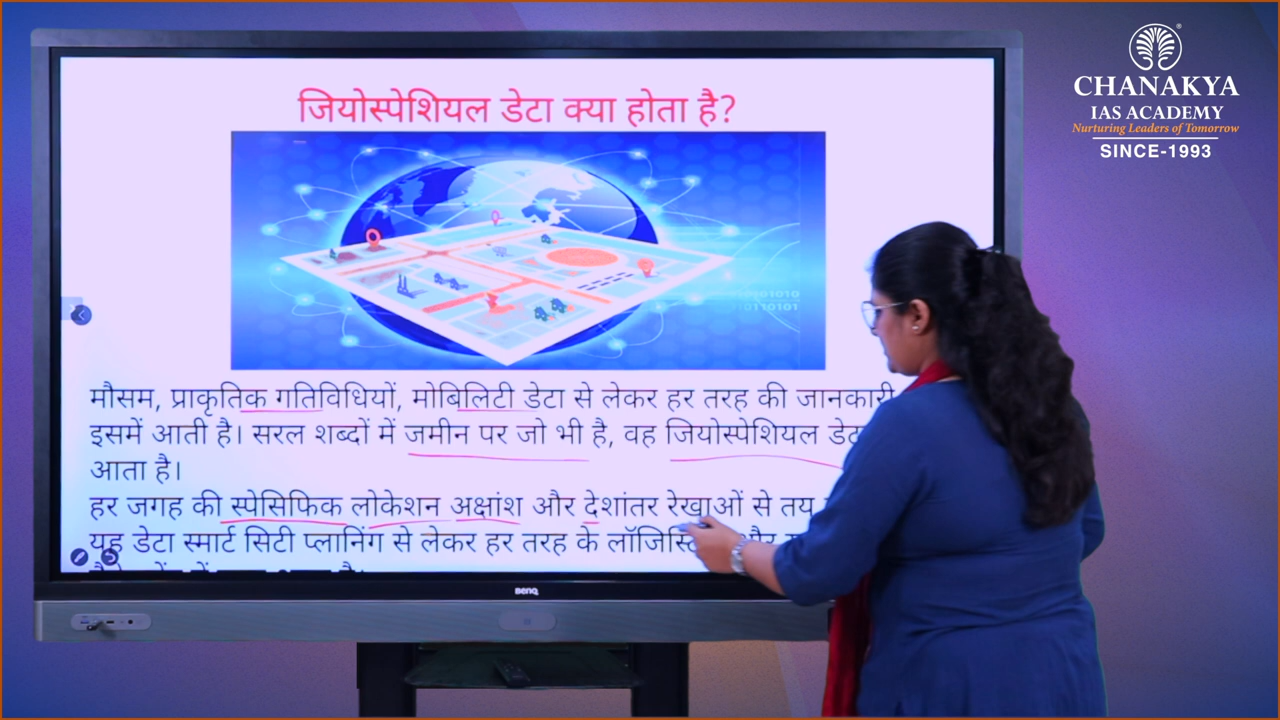 जियोस्पेशियल डेटा क्या होता है?
मौसम, प्राकृतिक गतिविधियों, मोबिलिटी डेटा से लेकर हर तरह की जानकारी
इसमें आती है। सरल शब्दों में जमीन पर जो भी है, वह जियोस्पेशियल
आता है।
हर जगह की स्पेसिफिक लोकेशन अक्षांश और देशांतर रेखाओं से तय
यह डेटा स्मार्ट सिटी प्लानिंग से लेकर हर तरह के
BenQ
CHANAKYA
IAS ACADEMY
Nurturing Leaders of Tomorrow
SINCE-1993